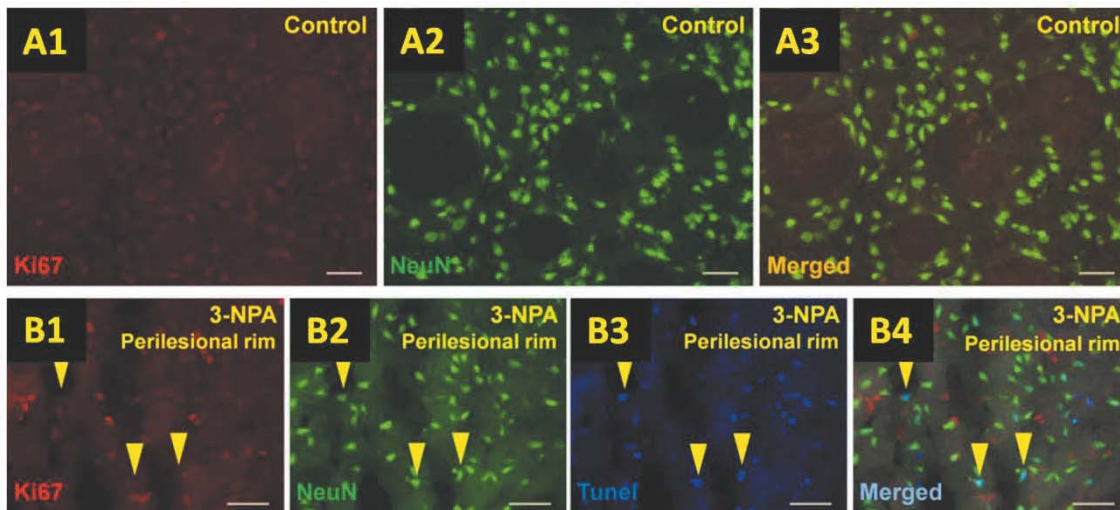 A1
Control
Ki67
A2
Control
NeuN
A3
Control
Merged
B1
3-NPA
Perilesional rim
Ki67
B2
3-NPA
Perilesional rim
NeuN
B3
3-NPA
Perilesional rim
Tunel
B4
3-NPA
Perilesional rim
Merged